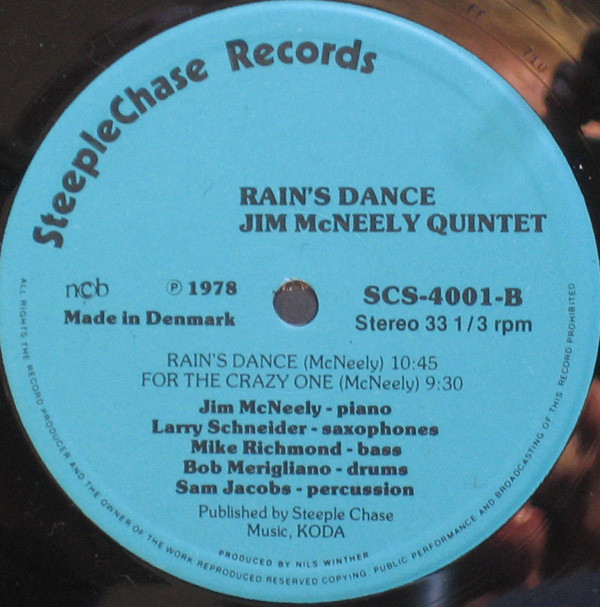 SteepleChase Records
RAIN'S DANCE
JIM McNEELY QUINTET
ncb
℗ 1978
SCS-4001-B
Made in Denmark
Stereo 33 1/3 rpm
RAIN'S DANCE (McNeely) 10:45
FOR THE CRAZY ONE (McNeely) 9:30
Jim McNeely - piano
Larry Schneider - saxophones
Mike Richmond - bass
Bob Merigliano - drums
Sam Jacobs - percussion
Published by Steeple Chase
Music, KODA
PRODUCED BY NILS WINTHER
ALL RIGHTS THE RECORD PRODUCER AND THE OWNER OF THE WORK REPRODUCED RESERVED COPYING · PUBLIC PERFORMANCE AND BROADCASTING OF THIS RECORD PROHIBITED